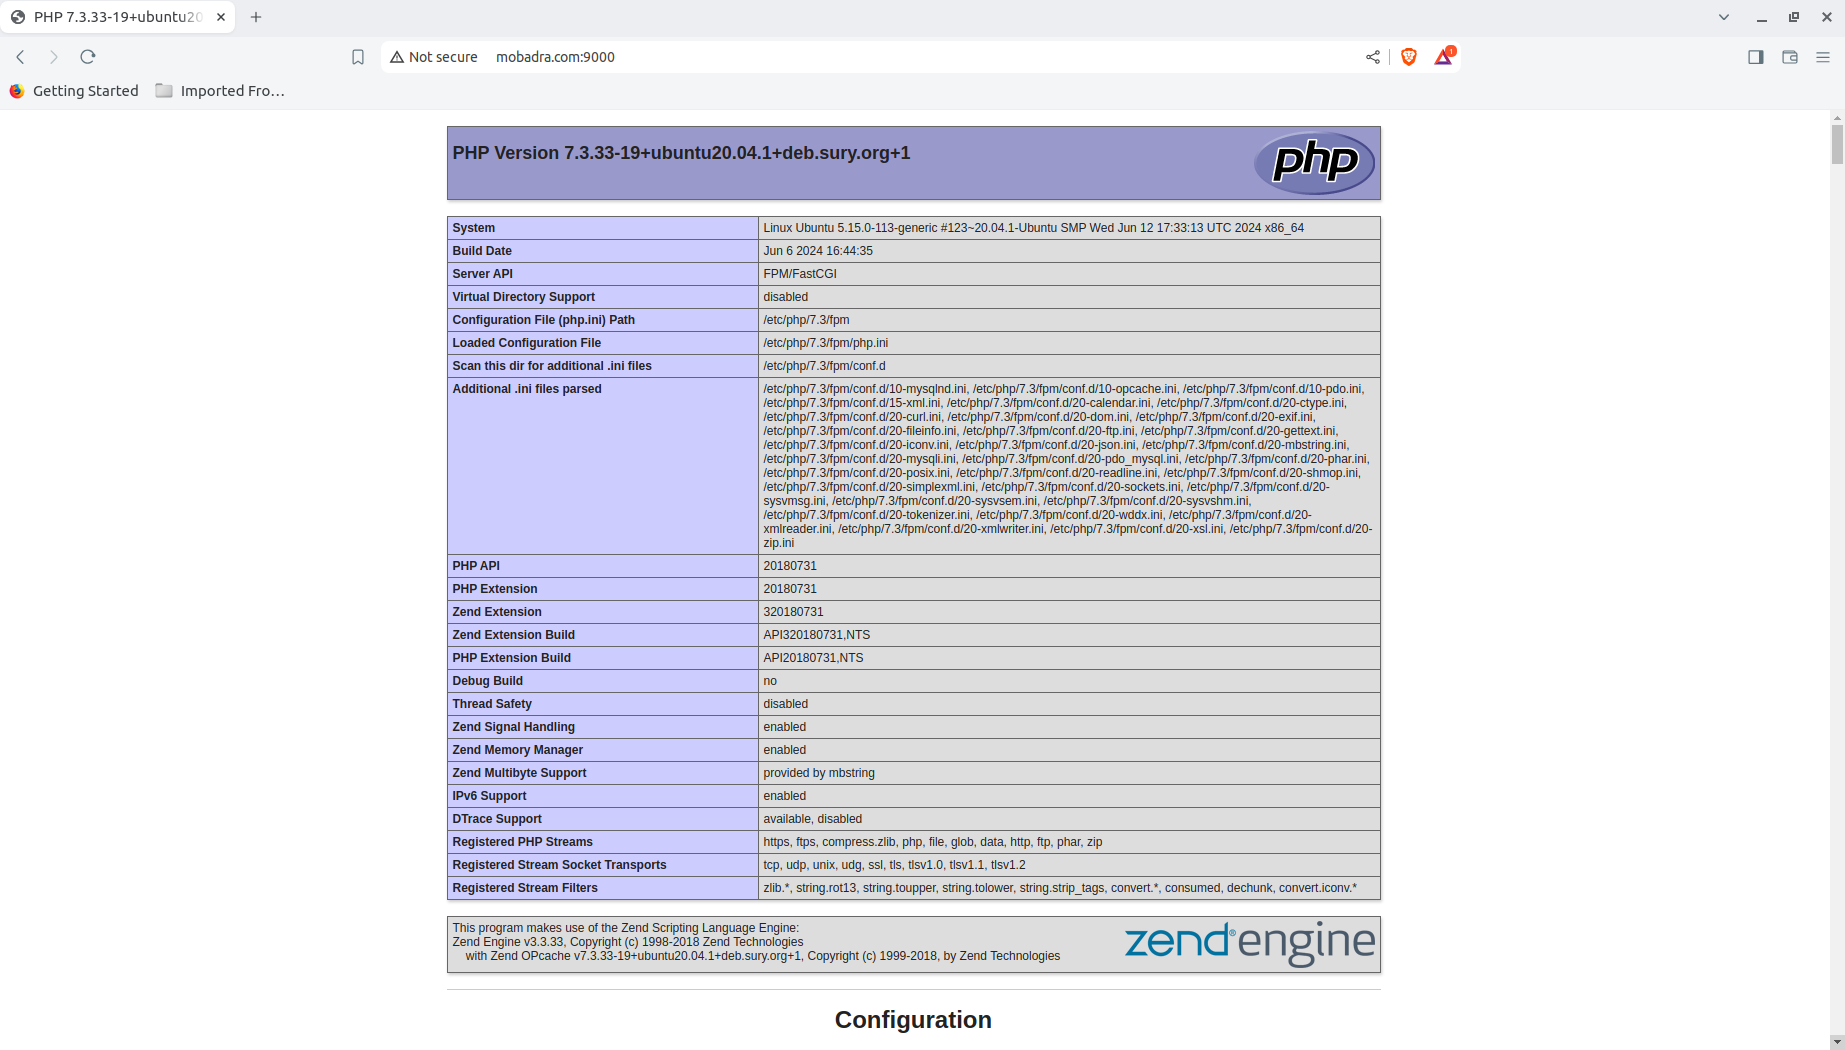 PHP 7.3.33-19+ubuntu20
Not secure mobadra.com:9000
1
Getting Started Imported Fro...
PHP Version 7.3.33-19+ubuntu20.04.1+deb.sury.org+1
php
System Linux Ubuntu 5.15.0-113-generic #123~20.04.1-Ubuntu SMP Wed Jun 12 17:33:13 UTC 2024 x86_64
Build Date Jun 6 2024 16:44:35
Server API FPM/FastCGI
Virtual Directory Support disabled
Configuration File (php.ini) Path /etc/php/7.3/fpm
Loaded Configuration File /etc/php/7.3/fpm/php.ini
Scan this dir for additional .ini files /etc/php/7.3/fpm/conf.d
Additional .ini files parsed /etc/php/7.3/fpm/conf.d/10-mysqlnd.ini, /etc/php/7.3/fpm/conf.d/10-opcache.ini, /etc/php/7.3/fpm/conf.d/10-pdo.ini,
/etc/php/7.3/fpm/conf.d/15-xml.ini, /etc/php/7.3/fpm/conf.d/20-calendar.ini, /etc/php/7.3/fpm/conf.d/20-ctype.ini,
/etc/php/7.3/fpm/conf.d/20-curl.ini, /etc/php/7.3/fpm/conf.d/20-dom.ini, /etc/php/7.3/fpm/conf.d/20-exif.ini,
/etc/php/7.3/fpm/conf.d/20-fileinfo.ini, /etc/php/7.3/fpm/conf.d/20-ftp.ini, /etc/php/7.3/fpm/conf.d/20-gettext.ini,
/etc/php/7.3/fpm/conf.d/20-iconv.ini, /etc/php/7.3/fpm/conf.d/20-json.ini, /etc/php/7.3/fpm/conf.d/20-mbstring.ini,
/etc/php/7.3/fpm/conf.d/20-mysqli.ini, /etc/php/7.3/fpm/conf.d/20-pdo_mysql.ini, /etc/php/7.3/fpm/conf.d/20-phar.ini,
/etc/php/7.3/fpm/conf.d/20-posix.ini, /etc/php/7.3/fpm/conf.d/20-readline.ini, /etc/php/7.3/fpm/conf.d/20-shmop.ini,
/etc/php/7.3/fpm/conf.d/20-simplexml.ini, /etc/php/7.3/fpm/conf.d/20-sockets.ini, /etc/php/7.3/fpm/conf.d/20-
sysvmsg.ini, /etc/php/7.3/fpm/conf.d/20-sysvsem.ini, /etc/php/7.3/fpm/conf.d/20-sysvshm.ini,
/etc/php/7.3/fpm/conf.d/20-tokenizer.ini, /etc/php/7.3/fpm/conf.d/20-wddx.ini, /etc/php/7.3/fpm/conf.d/20-
xmlreader.ini, /etc/php/7.3/fpm/conf.d/20-xmlwriter.ini, /etc/php/7.3/fpm/conf.d/20-xsl.ini, /etc/php/7.3/fpm/conf.d/20-
zip.ini
PHP API 20180731
PHP Extension 20180731
Zend Extension 320180731
Zend Extension Build API320180731,NTS
PHP Extension Build API20180731,NTS
Debug Build no
Thread Safety disabled
Zend Signal Handling enabled
Zend Memory Manager enabled
Zend Multibyte Support provided by mbstring
IPv6 Support enabled
DTrace Support available, disabled
Registered PHP Streams https, ftps, compress.zlib, php, file, glob, data, http, ftp, phar, zip
Registered Stream Socket Transports tcp, udp, unix, udg, ssl, tls, tlsv1.0, tlsv1.1, tlsv1.2
Registered Stream Filters zlib.*, string.rot13, string.toupper, string.tolower, string.strip_tags, convert.*, consumed, dechunk, convert.iconv.*
This program makes use of the Zend Scripting Language Engine:
Zend Engine v3.3.33, Copyright (c) 1998-2018 Zend Technologies
with Zend OPcache v7.3.33-19+ubuntu20.04.1+deb.sury.org+1, Copyright (c) 1999-2018, by Zend Technologies
zend®engine
Configuration